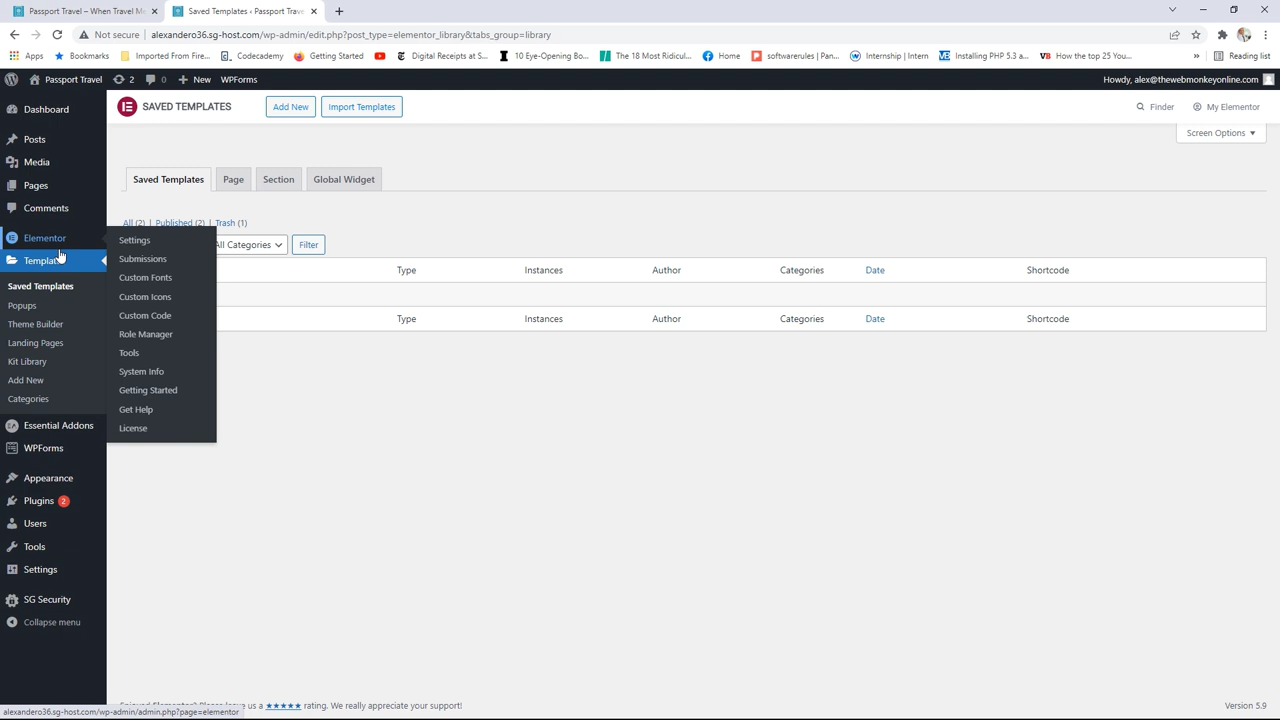 Passport Travel – When Travel Me
Saved Templates ‹ Passport Trave
Not secure | alexandero36.sg-host.com/wp-admin/edit.php?post_type=elementor_library&tabs_group=library
Apps Bookmarks Imported From Firef... Codecademy Getting Started Digital Receipts at S... 10 Eye-Opening Bo... The 18 Most Ridicul... Home softwarerules | Pan... Internship | Intern Installing PHP 5.3 a... How the top 25 You... » Reading list
Passport Travel 2 0 New WPForms Howdy, alex@thewebmonkeyonline.com
Dashboard
Posts
Media
Pages
Comments
Elementor
Templat
Saved Templates
Popups
Theme Builder
Landing Pages
Kit Library
Add New
Categories
Essential Addons
WPForms
Appearance
Plugins 2
Users
Tools
Settings
SG Security
Collapse menu
Settings
Submissions
Custom Fonts
Custom Icons
Custom Code
Role Manager
Tools
System Info
Getting Started
Get Help
License
SAVED TEMPLATES Add New Import Templates Finder My Elementor
Screen Options
Saved Templates Page Section Global Widget
All (2) | Published (2) | Trash (1)
All Categories Filter
Type Instances Author Categories Date Shortcode
Type Instances Author Categories Date Shortcode
us a ★★★★★ rating. We really appreciate your support! Version 5.9
alexandero36.sg-host.com/wp-admin/admin.php?page=elementor